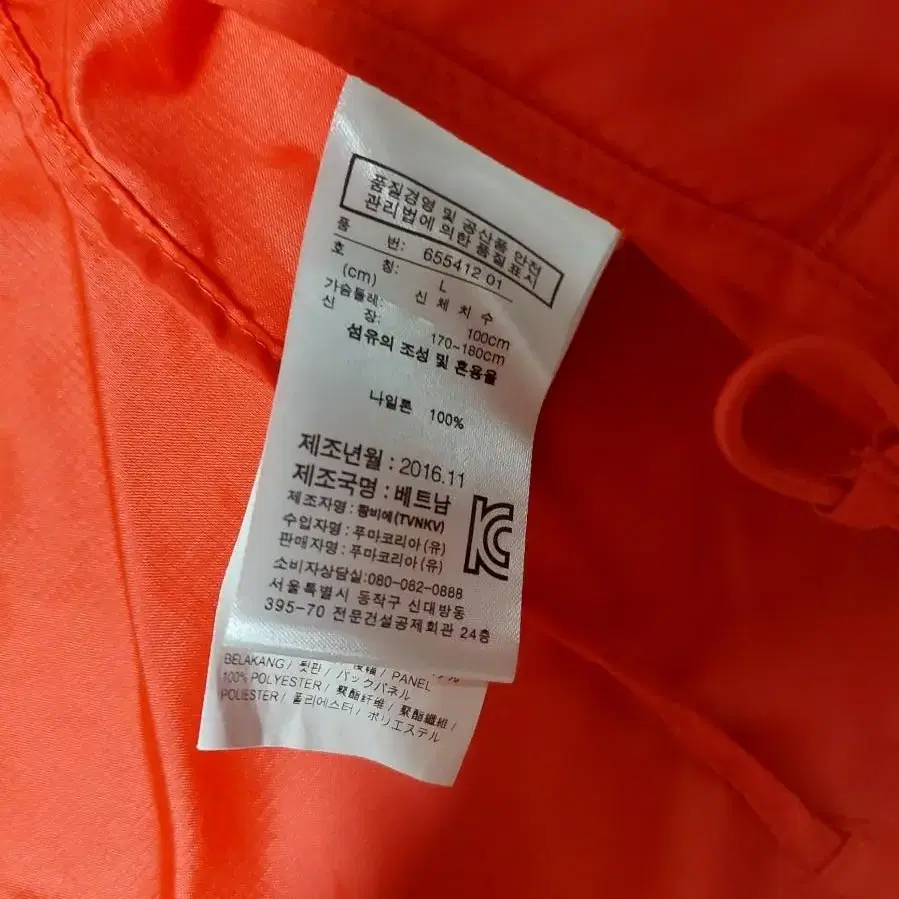 품질경영 및 공산품 안전
관리법에 의한 품질표시
품 번: 655412 01
호 칭: L
(cm) 신 체 치 수
가슴둘레: 100cm
신 장: 170-180cm
섬유의 조성 및 혼용율
나일론 100%
제조년월 : 2016.11
제조국명 : 베트남
제조자명 : 황비에(TVNKV)
수입자명 : 푸마코리아 (유)
판매자명 : 푸마코리아 (유)
소비자상담실:080-082-0888
서울특별시 동작구 신대방동
395-70 전문건설공제회관 24층
BELAKANG / 뒷판 / 後幅 / PANEL
100% POLYESTER / バックパネル
POLIESTER / 聚酯纤维 / 聚酯纖維 /
폴리에스터 / ポリエステル